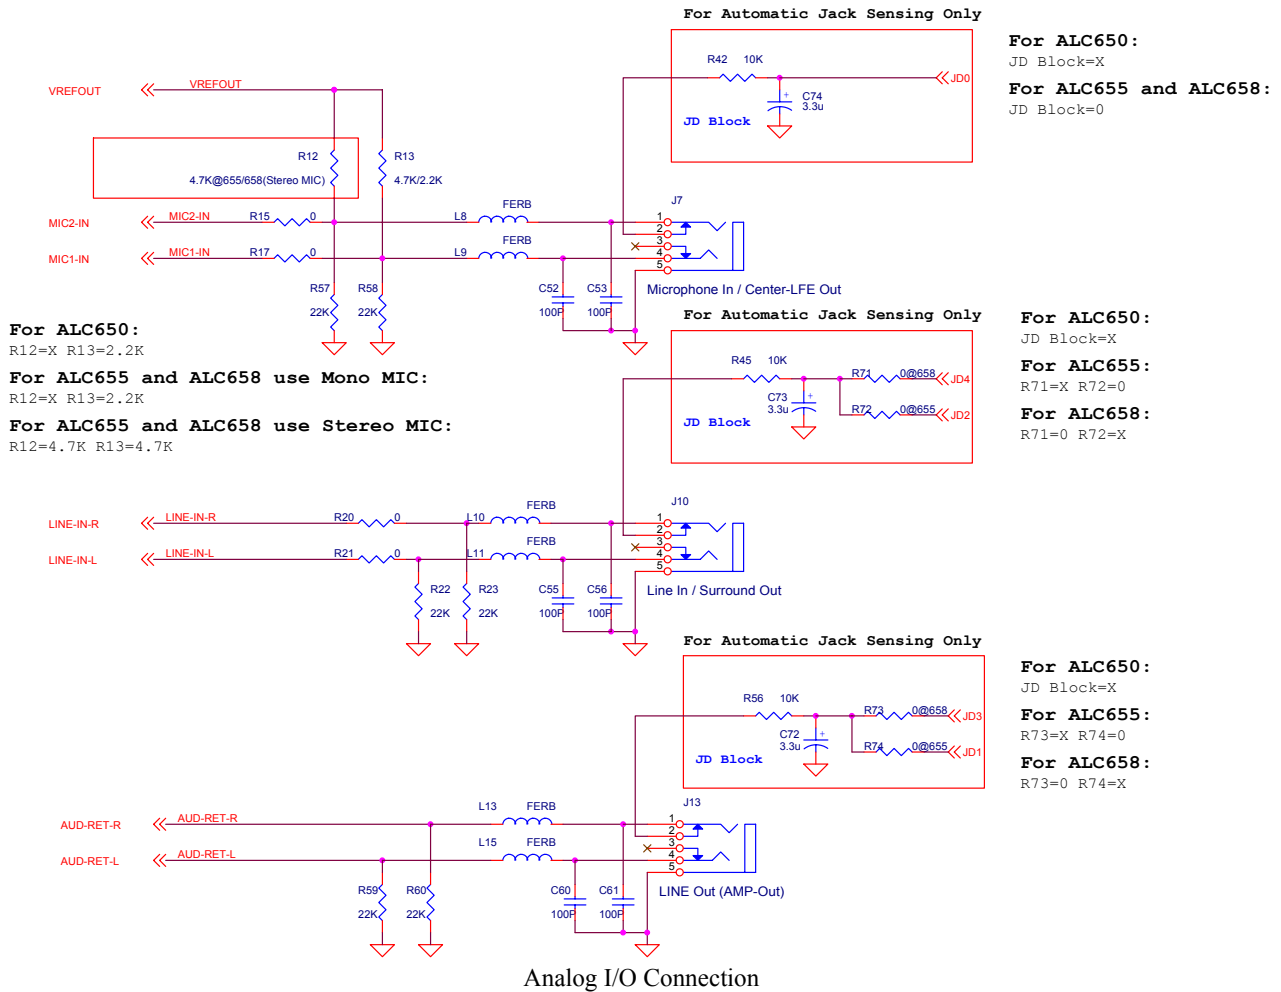 For Automatic Jack Sensing Only
For ALC650:
JD Block=X
For ALC655 and ALC658:
JD Block=0
R42 10K
JD0
C74
3.3u
JD Block
VREFOUT
VREFOUT
R12
R13
4.7K@655/658(Stereo MIC)
4.7K/2.2K
MIC2-IN
MIC2-IN
R15 0
L8
FERB
MIC1-IN
MIC1-IN
R17 0
L9
FERB
J7
1
2
3
4
5
R57
22K
R58
22K
C52
100P
C53
100P
Microphone In / Center-LFE Out
For ALC650:
R12=X R13=2.2K
For ALC655 and ALC658 use Mono MIC:
R12=X R13=2.2K
For ALC655 and ALC658 use Stereo MIC:
R12=4.7K R13=4.7K
For Automatic Jack Sensing Only
R45 10K
R71 0@658
JD4
C73
3.3u
R72 0@655
JD2
JD Block
For ALC650:
JD Block=X
For ALC655:
R71=X R72=0
For ALC658:
R71=0 R72=X
LINE-IN-R
LINE-IN-R
R20 0
L10
FERB
LINE-IN-L
LINE-IN-L
R21 0
L11
FERB
J10
1
2
3
4
5
R22
22K
R23
22K
C55
100P
C56
100P
Line In / Surround Out
For Automatic Jack Sensing Only
R56 10K
R73 0@658
JD3
C72
3.3u
R74 0@655
JD1
JD Block
For ALC650:
JD Block=X
For ALC655:
R73=X R74=0
For ALC658:
R73=0 R74=X
AUD-RET-R
AUD-RET-R
L13
FERB
AUD-RET-L
AUD-RET-L
L15
FERB
J13
1
2
3
4
5
R59
22K
R60
22K
C60
100P
C61
100P
LINE Out (AMP-Out)
Analog I/O Connection